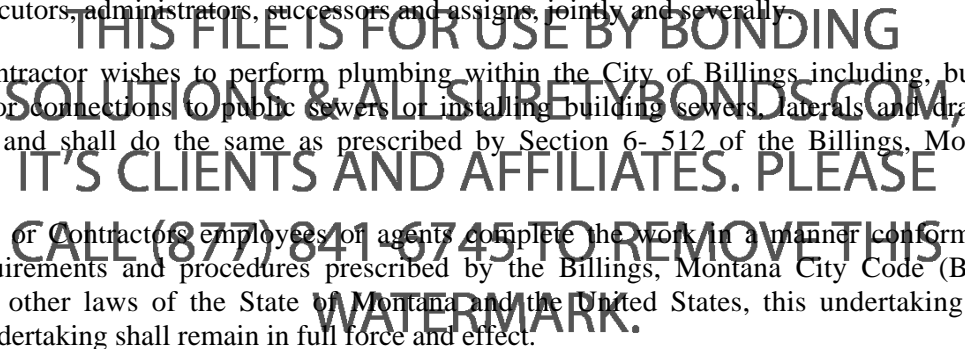 cutors, administrators, successors and assigns, jointly and severally.
THIS FILE IS FOR USE BY BONDING
ntractor wishes to perform plumbing within the City of Billings including, bu
SOLUTIONS & ALLSURETYBONDS.COM,
or connections to public sewers or installing building sewers, laterals and dra
and shall do the same as prescribed by Section 6- 512 of the Billings, Mo
IT'S CLIENTS AND AFFILIATES. PLEASE
or Contractors employees or agents complete the work in a manner conform
CALL (877) 841-6745 TO REMOVE THIS
uirements and procedures prescribed by the Billings, Montana City Code (B
other laws of the State of Montana and the United States, this undertaking
WATERMARK.
dertaking shall remain in full force and effect.